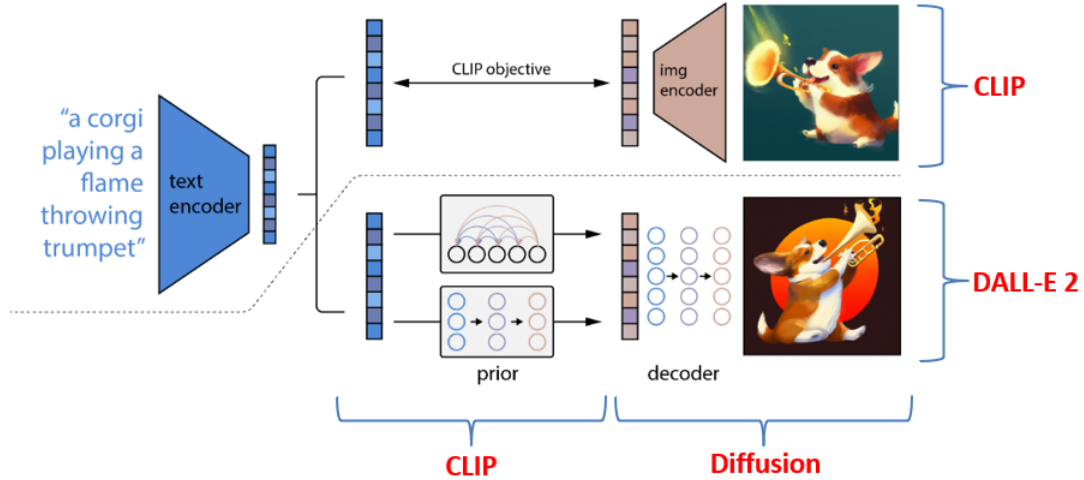 “a corgi
playing a
flame
throwing
trumpet”
text
encoder
CLIP objective
img
encoder
CLIP
prior
decoder
DALL-E 2
CLIP
Diffusion